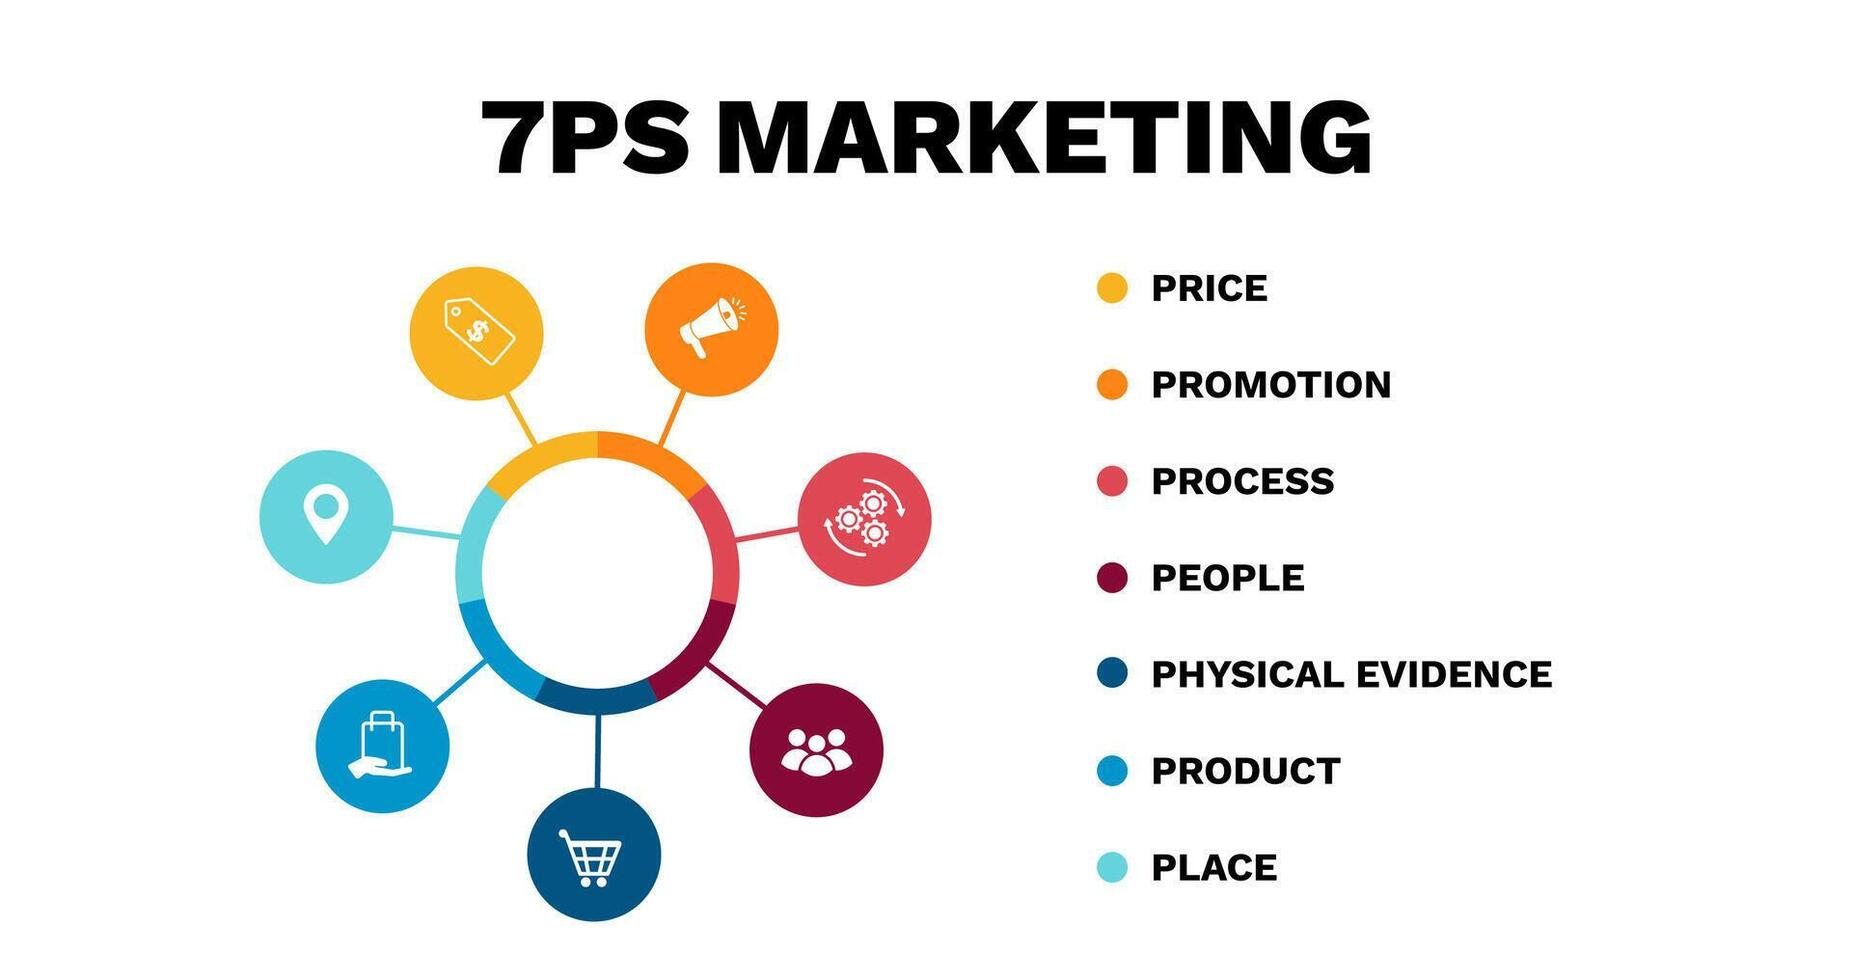 7PS MARKETING
PRICE
PROMOTION
PROCESS
PEOPLE
PHYSICAL EVIDENCE
PRODUCT
PLACE
$